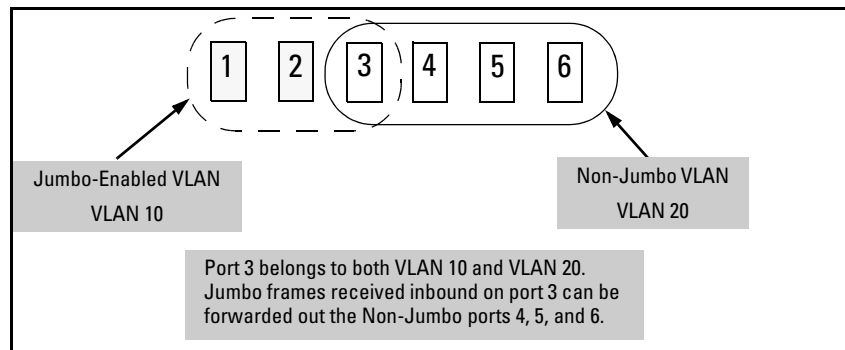 1 2 3 4 5 6
Jumbo-Enabled VLAN
VLAN 10
Non-Jumbo VLAN
VLAN 20
Port 3 belongs to both VLAN 10 and VLAN 20.
Jumbo frames received inbound on port 3 can be
forwarded out the Non-Jumbo ports 4, 5, and 6.